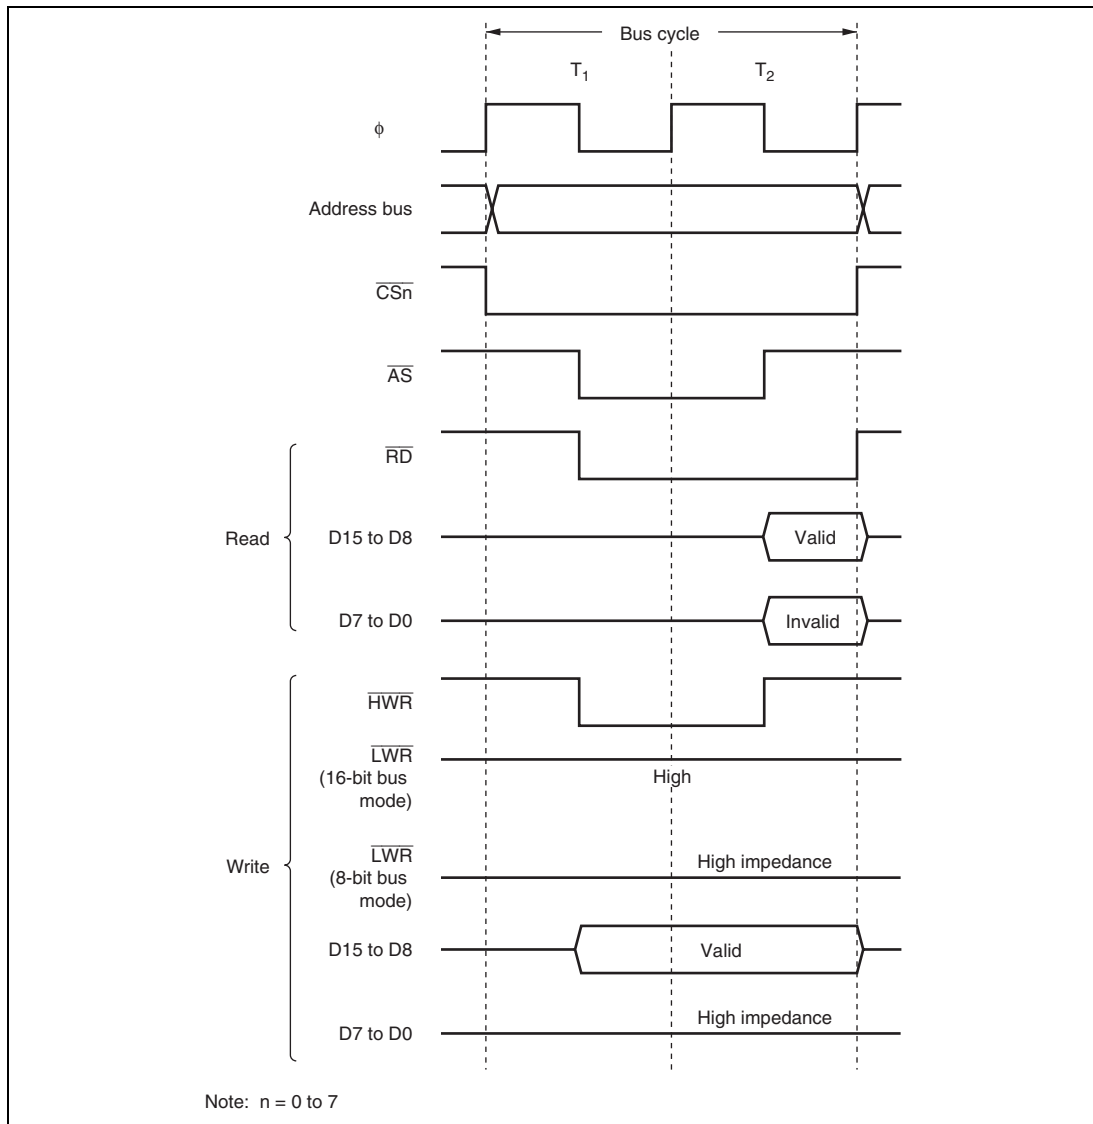 Bus cycle
T1 T2
ϕ
Address bus
CSn
AS
RD
Read
D15 to D8
Valid
D7 to D0
Invalid
HWR
LWR
(16-bit bus
mode)
High
Write
LWR
(8-bit bus
mode)
High impedance
D15 to D8
Valid
D7 to D0
High impedance
Note: n = 0 to 7